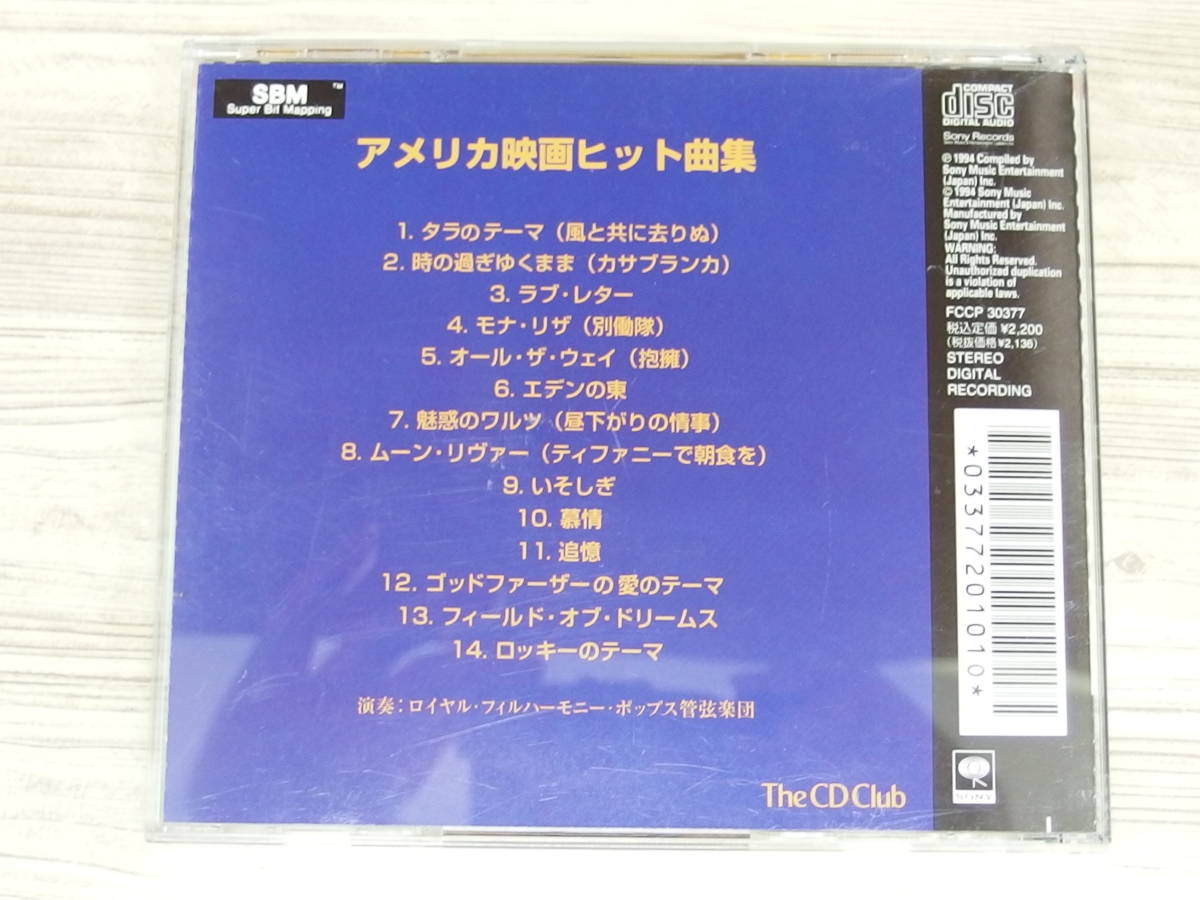 SBM™
Super Bit Mapping
アメリカ映画ヒット曲集
1. タラのテーマ（風と共に去りぬ）
2. 時の過ぎゆくまま（カサブランカ）
3. ラブ・レター
4. モナ・リザ（別働隊）
5. オール・ザ・ウェイ（抱擁）
6. エデンの東
7. 魅惑のワルツ（昼下がりの情事）
8. ムーン・リヴァー（ティファニーで朝食を）
9. いそしぎ
10. 慕情
11. 追憶
12. ゴッドファーザーの愛のテーマ
13. フィールド・オブ・ドリームス
14. ロッキーのテーマ
演奏：ロイヤル・フィルハーモニー・ポップス管弦楽団
The CD Club
COMPACT
disc
DIGITAL AUDIO
Sony Records
℗ 1994 Compiled by
Sony Music Entertainment
(Japan) Inc.
© 1994 Sony Music
Entertainment (Japan) Inc.
Manufactured by
Sony Music Entertainment
(Japan) Inc.
WARNING:
All Rights Reserved.
Unauthorized duplication
is a violation of
applicable laws.
FCCP 30377
税込定価 ¥2,200
（税抜価格 ¥2,136）
STEREO
DIGITAL
RECORDING
*03377201010*
SONY